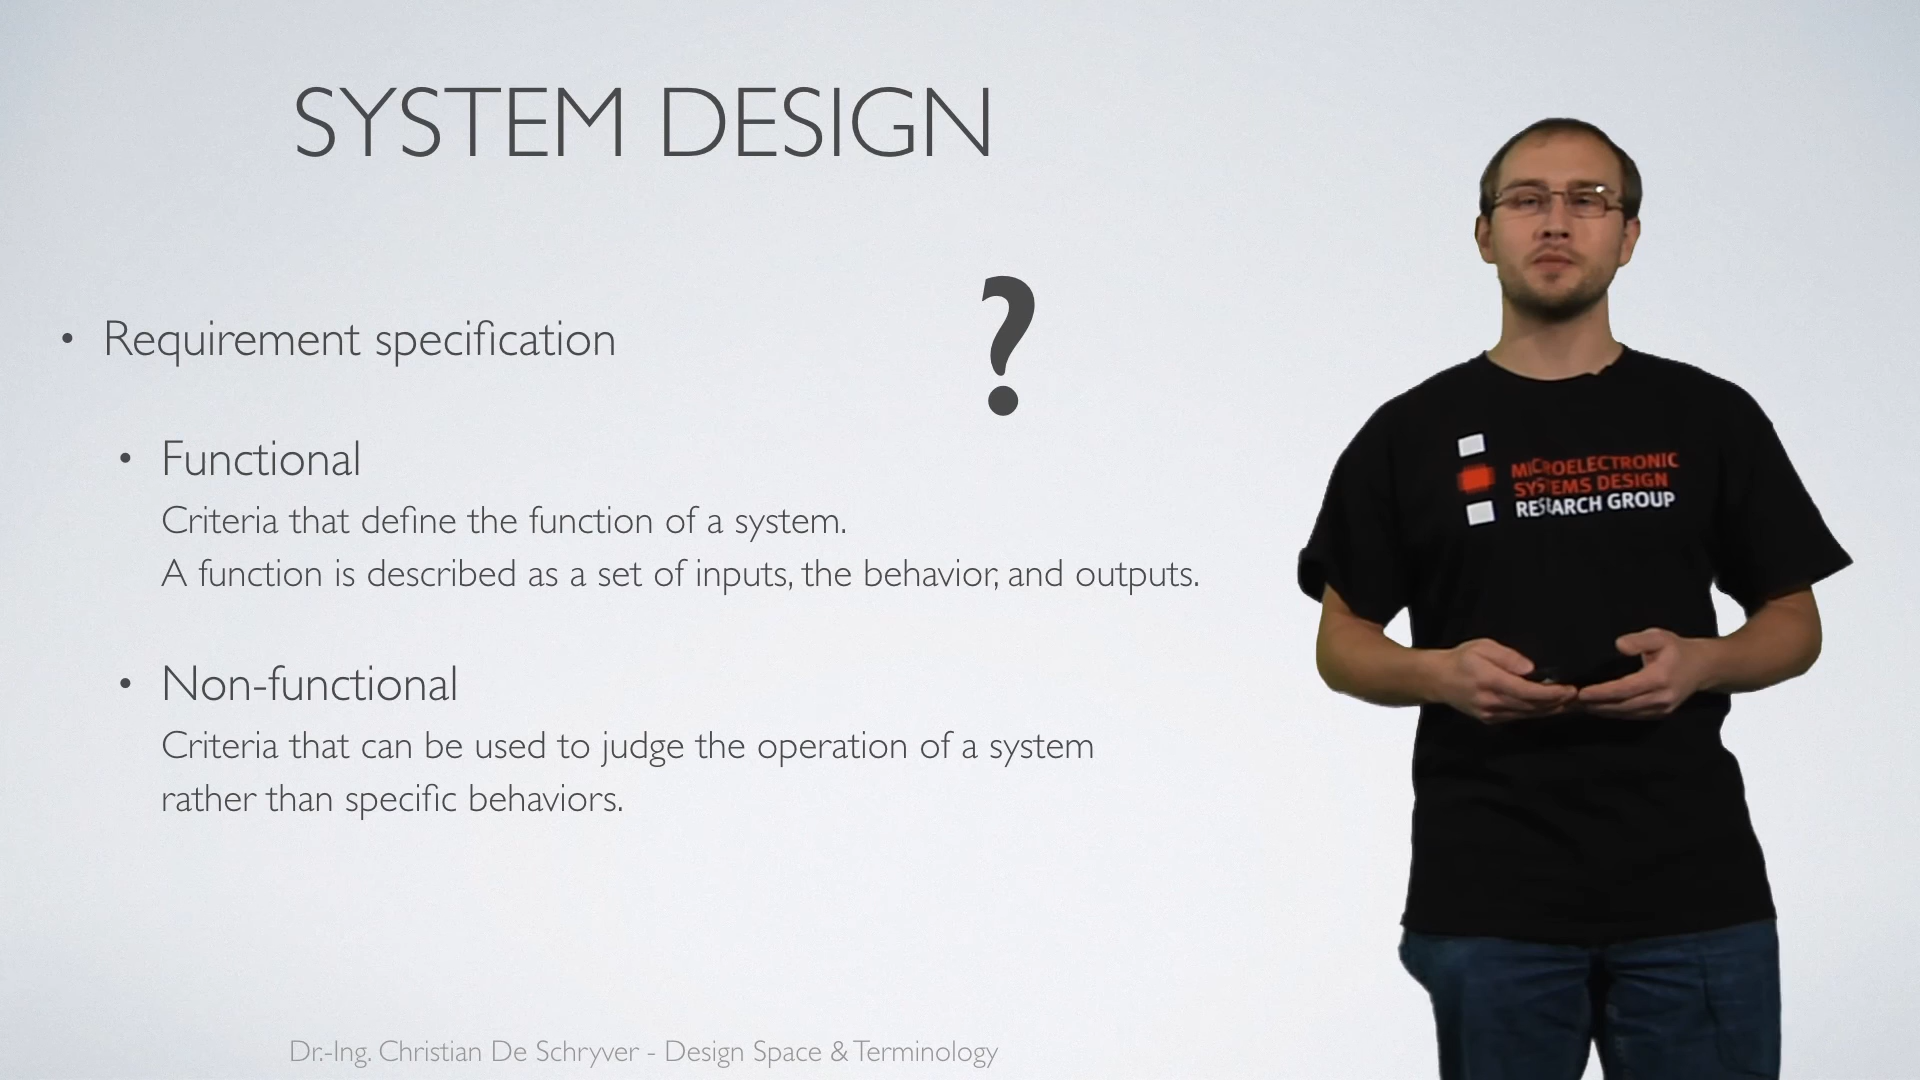 SYSTEM DESIGN
?
• Requirement specification
• Functional
Criteria that define the function of a system.
A function is described as a set of inputs, the behavior, and outputs.
• Non-functional
Criteria that can be used to judge the operation of a system
rather than specific behaviors.
MICROELECTRONIC
SYSTEMS DESIGN
RESEARCH GROUP
Dr.-Ing. Christian De Schryver - Design Space & Terminology